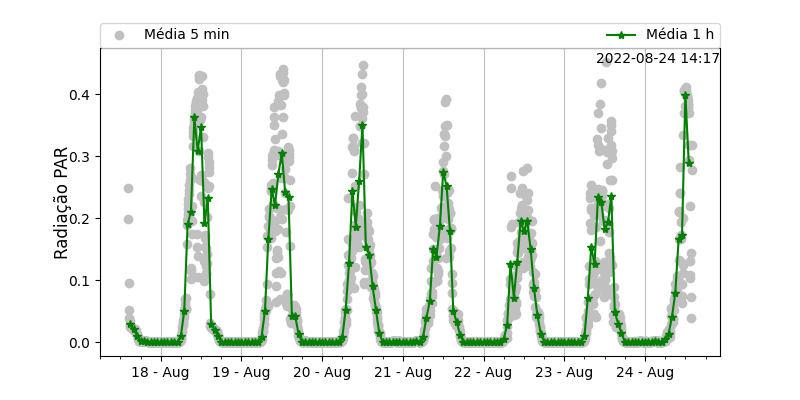 Média 5 min
Média 1 h
2022-08-24 14:17
Radiação PAR
0.4
0.3
0.2
0.1
0.0
18 - Aug
19 - Aug
20 - Aug
21 - Aug
22 - Aug
23 - Aug
24 - Aug